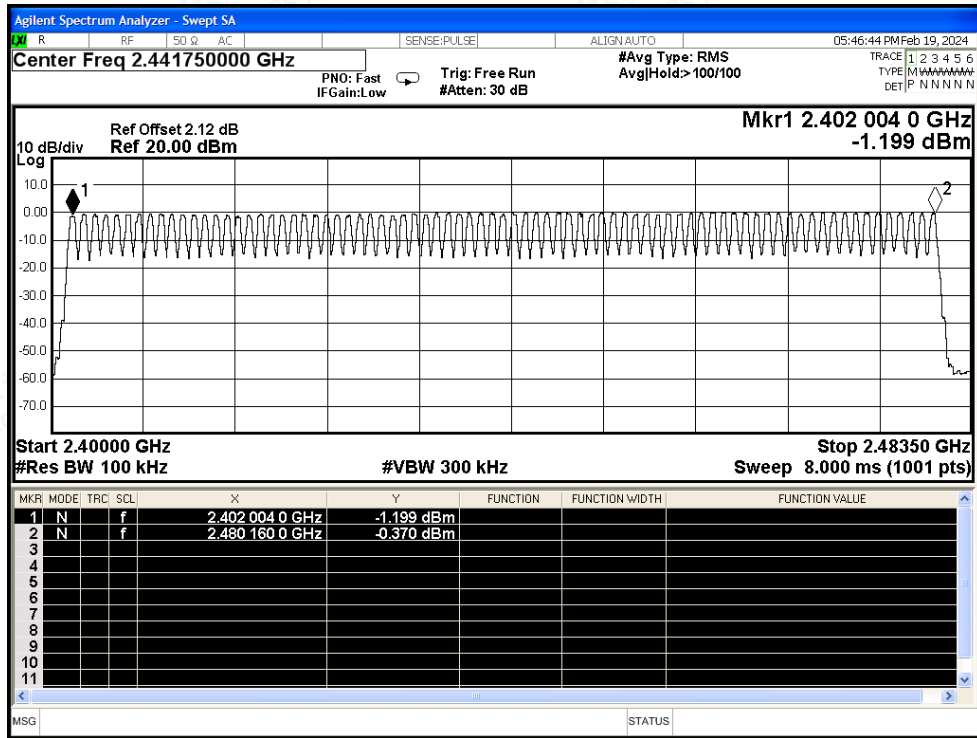 Agilent Spectrum Analyzer - Swept SA
LXI R RF 50 Ω AC SENSE:PULSE ALIGN AUTO 05:46:44 PM Feb 19, 2024
Center Freq 2.441750000 GHz
PNO: Fast
IFGain:Low
Trig: Free Run
#Atten: 30 dB
#Avg Type: RMS
Avg|Hold:>100/100
TRACE 1 2 3 4 5 6
TYPE M
DET P N N N N N
Ref Offset 2.12 dB
10 dB/div Ref 20.00 dBm
Log
Mkr1 2.402 004 0 GHz
-1.199 dBm
10.0
0.00
-10.0
-20.0
-30.0
-40.0
-50.0
-60.0
-70.0
1
2
Start 2.40000 GHz Stop 2.48350 GHz
#Res BW 100 kHz #VBW 300 kHz Sweep 8.000 ms (1001 pts)
MKR MODE TRC SCL X Y FUNCTION FUNCTION WIDTH FUNCTION VALUE
1 N f 2.402 004 0 GHz -1.199 dBm
2 N f 2.480 160 0 GHz -0.370 dBm
3
4
5
6
7
8
9
10
11
MSG STATUS